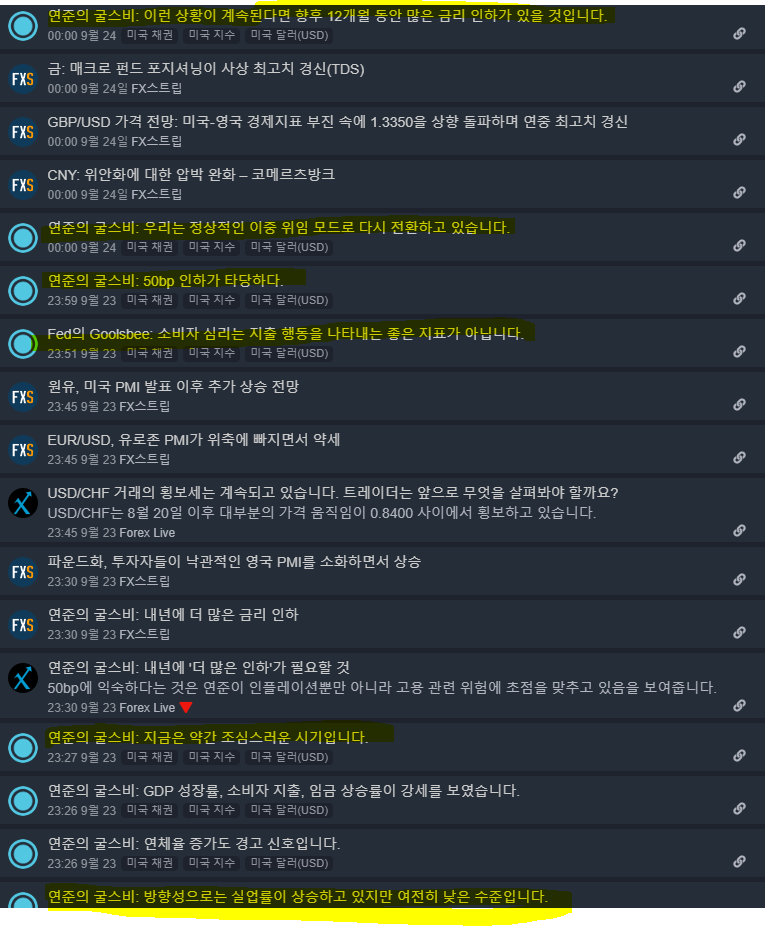 연준의 굴스비: 이런 상황이 계속된다면 향후 12개월 동안 많은 금리 인하가 있을 것입니다.
00:00 9월 24 미국 채권 미국 지수 미국 달러(USD)
FXS 금: 매크로 펀드 포지셔닝이 사상 최고치 경신(TDS)
00:00 9월 24일 FX스트립
FXS GBP/USD 가격 전망: 미국-영국 경제지표 부진 속에 1.3350을 상향 돌파하며 연중 최고치 경신
00:00 9월 24일 FX스트립
FXS CNY: 위안화에 대한 압박 완화 – 코메르츠방크
00:00 9월 24일 FX스트립
연준의 굴스비: 우리는 정상적인 이중 위임 모드로 다시 전환하고 있습니다.
00:00 9월 24 미국 채권 미국 지수 미국 달러(USD)
연준의 굴스비: 50bp 인하가 타당하다.
23:59 9월 23 미국 채권 미국 지수 미국 달러(USD)
Fed의 Goolsbee: 소비자 심리는 지출 행동을 나타내는 좋은 지표가 아닙니다.
23:51 9월 23 미국 채권 미국 지수 미국 달러(USD)
FXS 원유, 미국 PMI 발표 이후 추가 상승 전망
23:45 9월 23 FX스트립
FXS EUR/USD, 유로존 PMI가 위축에 빠지면서 약세
23:45 9월 23 FX스트립
USD/CHF 거래의 횡보세는 계속되고 있습니다. 트레이더는 앞으로 무엇을 살펴봐야 할까요?
USD/CHF는 8월 20일 이후 대부분의 가격 움직임이 0.8400 사이에서 횡보하고 있습니다.
23:45 9월 23 Forex Live
FXS 파운드화, 투자자들이 낙관적인 영국 PMI를 소화하면서 상승
23:30 9월 23 FX스트립
FXS 연준의 굴스비: 내년에 더 많은 금리 인하
23:30 9월 23 FX스트립
연준의 굴스비: 내년에 '더 많은 인하'가 필요할 것
50bp에 익숙하다는 것은 연준이 인플레이션뿐만 아니라 고용 관련 위험에 초점을 맞추고 있음을 보여줍니다.
23:30 9월 23 Forex Live
연준의 굴스비: 지금은 약간 조심스러운 시기입니다.
23:27 9월 23 미국 채권 미국 지수 미국 달러(USD)
연준의 굴스비: GDP 성장률, 소비자 지출, 임금 상승률이 강세를 보였습니다.
23:26 9월 23 미국 채권 미국 지수 미국 달러(USD)
연준의 굴스비: 연체율 증가도 경고 신호입니다.
23:26 9월 23 미국 채권 미국 지수 미국 달러(USD)
연준의 굴스비: 방향성으로는 실업률이 상승하고 있지만 여전히 낮은 수준입니다.